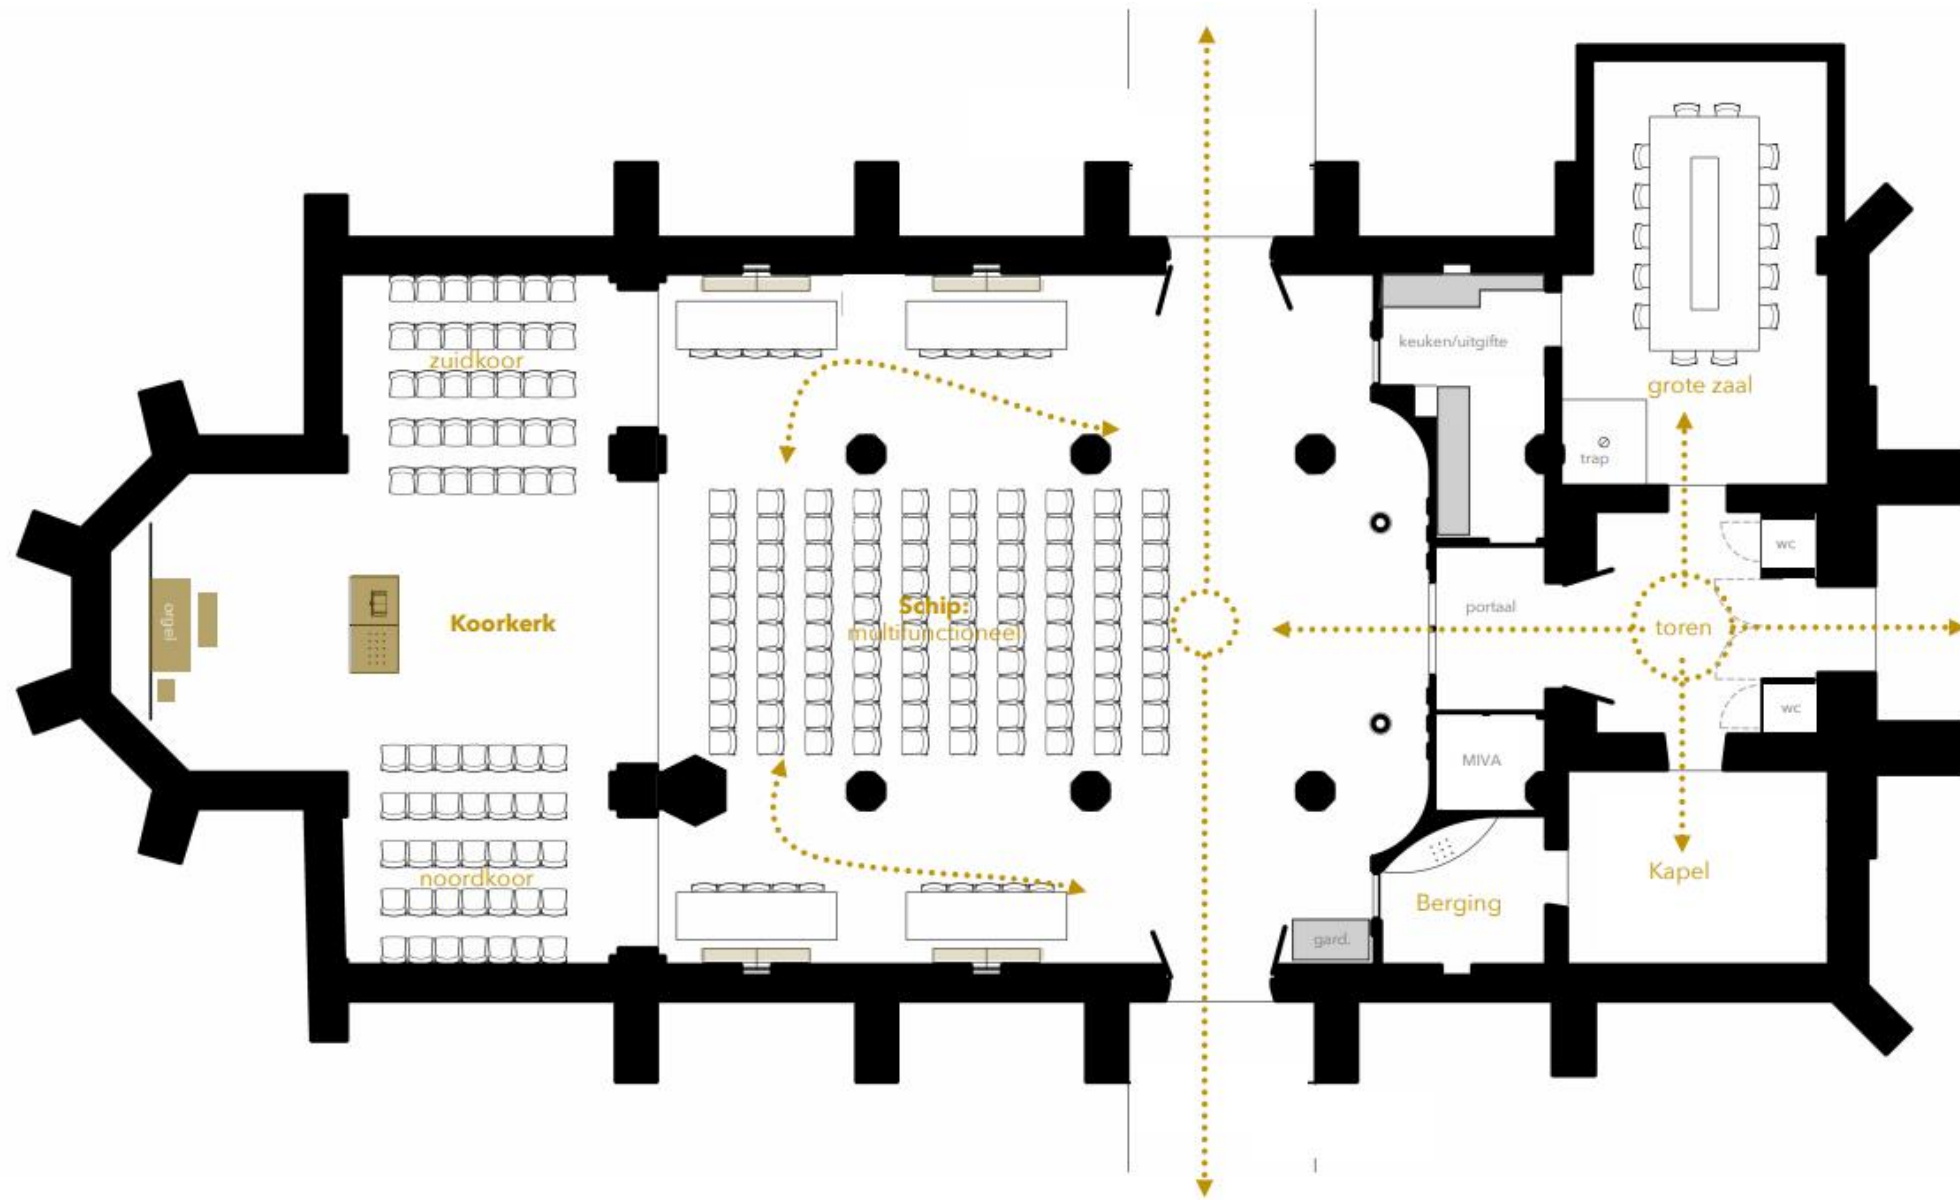 keuken/uitgifte
zuidkoor
grote zaal
trap
wc
orgel
Koorkerk
Schip:
multifunctioneel
portaal
toren
wc
MIVA
noordkoor
Kapel
Berging
gard.